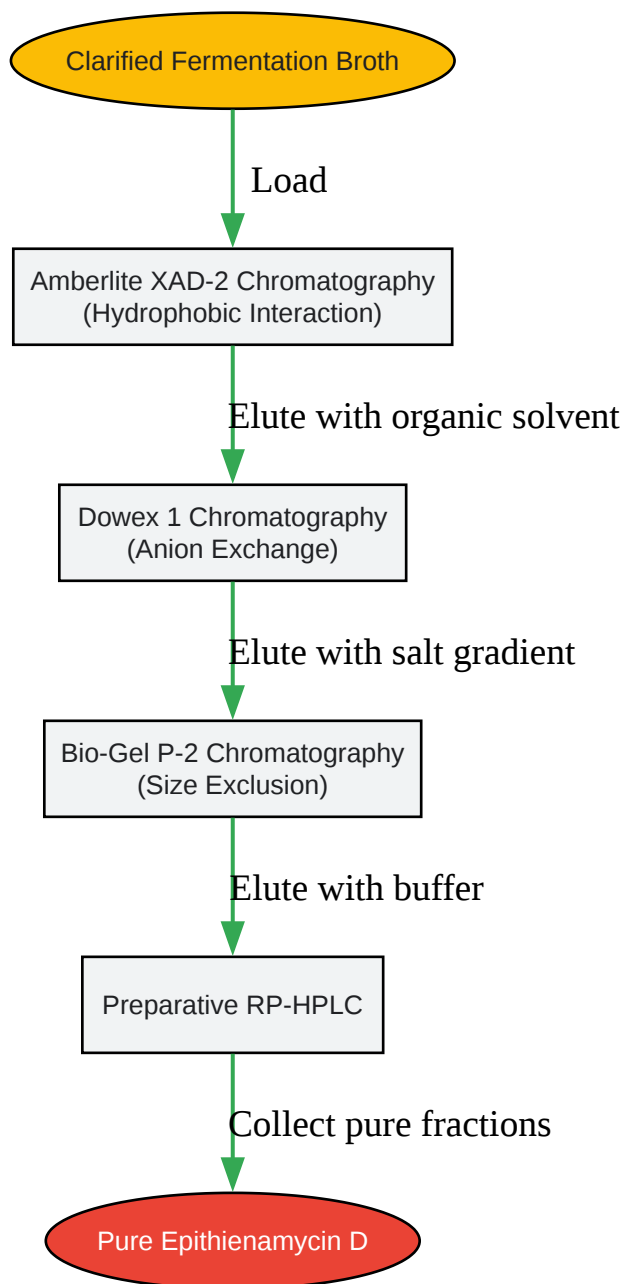 Clarified Fermentation Broth
Load
Amberlite XAD-2 Chromatography
(Hydrophobic Interaction)
Elute with organic solvent
Dowex 1 Chromatography
(Anion Exchange)
Elute with salt gradient
Bio-Gel P-2 Chromatography
(Size Exclusion)
Elute with buffer
Preparative RP-HPLC
Collect pure fractions
Pure Epithienamycin D